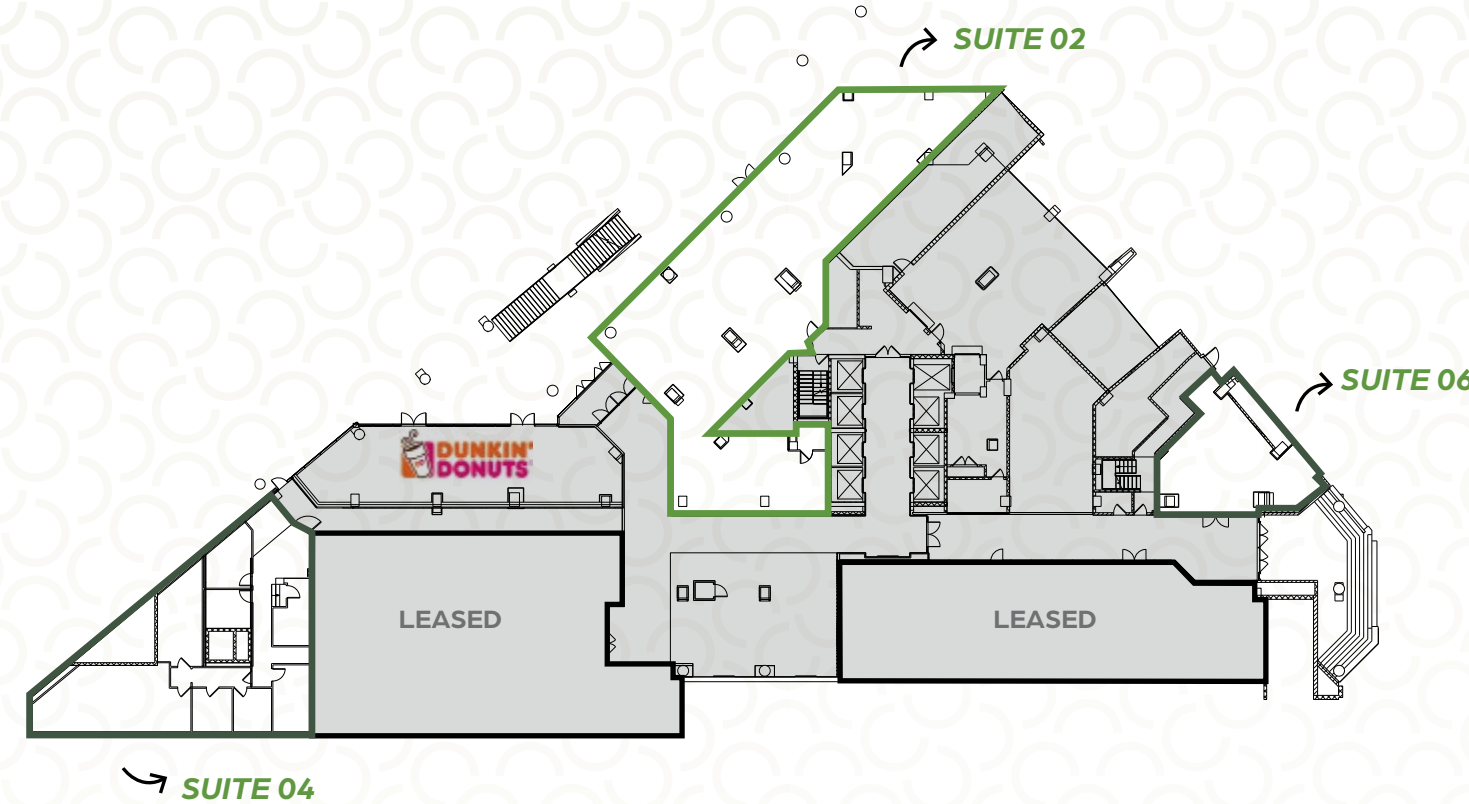 SUITE 02
SUITE 06
DUNKIN'
DONUTS
LEASED
LEASED
SUITE 04